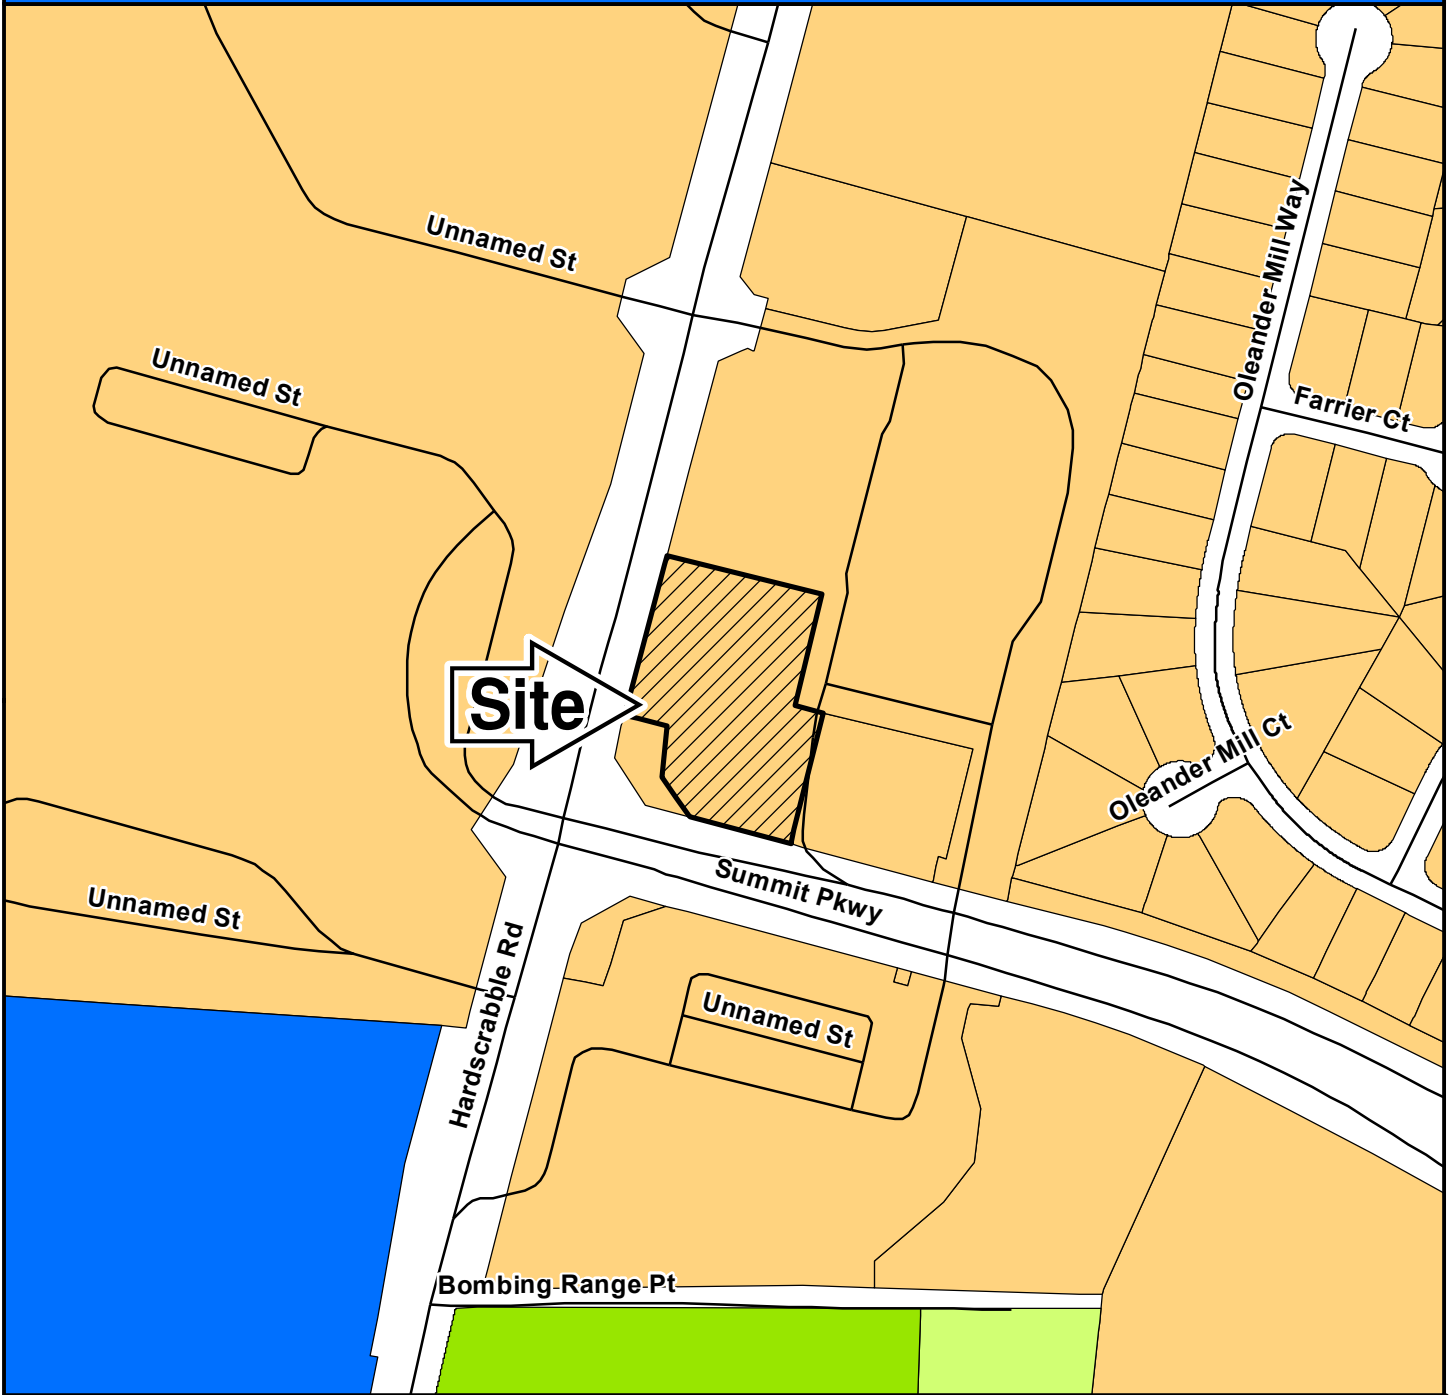 Unnamed St
Oleander Mill Way
Unnamed St
Farrier Ct
Site
Oleander Mill Ct
Summit Pkwy
Unnamed St
Hardscrabble Rd
Unnamed St
Bombing Range Pt